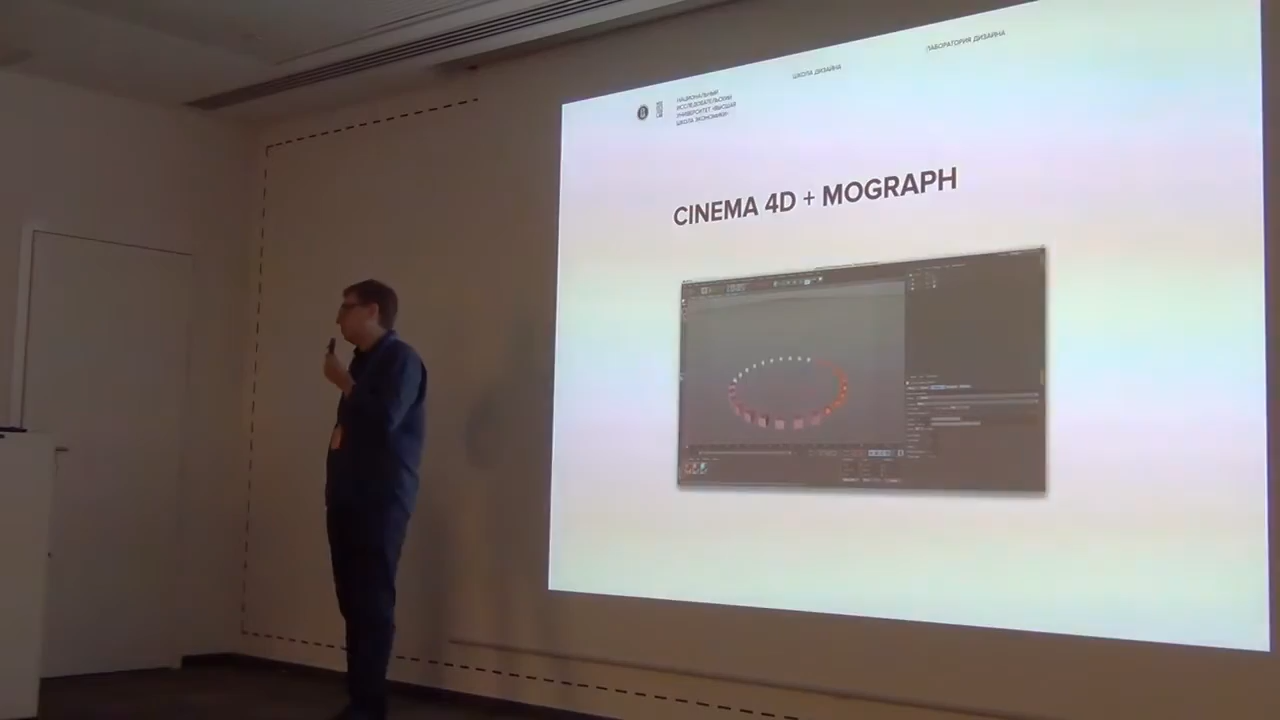 НАЦИОНАЛЬНЫЙ
ИССЛЕДОВАТЕЛЬСКИЙ
УНИВЕРСИТЕТ «ВЫСШАЯ
ШКОЛА ЭКОНОМИКИ»
ШКОЛА ДИЗАЙНА
ЛАБОРАТОРИЯ ДИЗАЙНА
CINEMA 4D + MOGRAPH